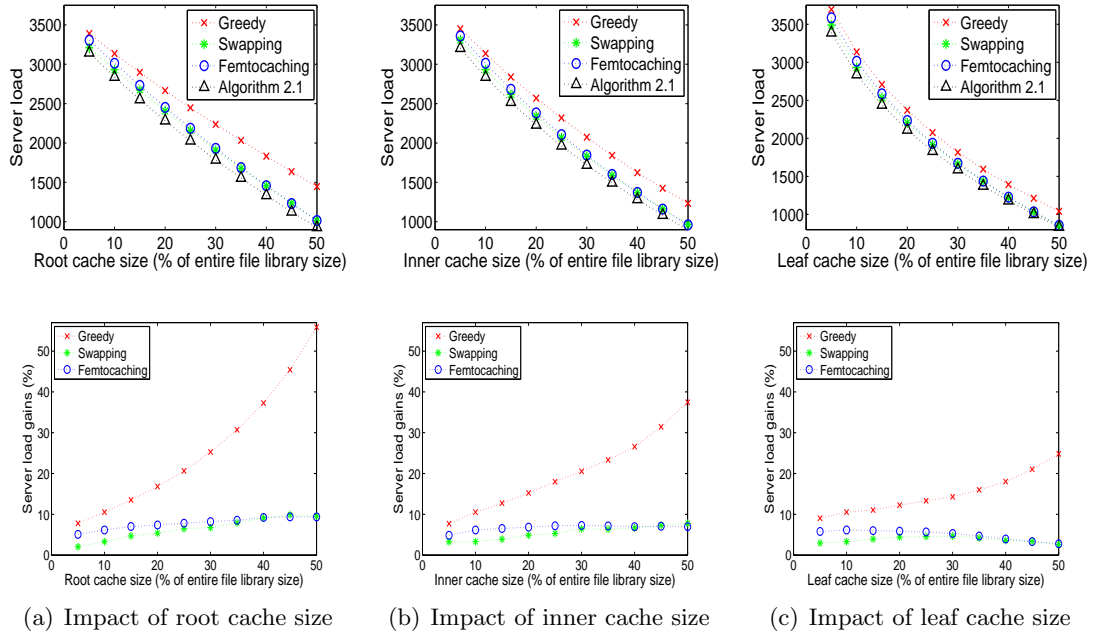 3500
3000
2500
2000
1500
1000
Server load
Greedy
Swapping
Femtocaching
Algorithm 2.1
0 10 20 30 40 50
Root cache size (% of entire file library size)
3500
3000
2500
2000
1500
1000
Server load
Greedy
Swapping
Femtocaching
Algorithm 2.1
0 10 20 30 40 50
Inner cache size (% of entire file library size)
3500
3000
2500
2000
1500
1000
Server load
Greedy
Swapping
Femtocaching
Algorithm 2.1
0 10 20 30 40 50
Leaf cache size (% of entire file library size)
50
40
30
20
10
0
Server load gains (%)
Greedy
Swapping
Femtocaching
0 10 20 30 40 50
Root cache size (% of entire file library size)
50
40
30
20
10
0
Server load gains (%)
Greedy
Swapping
Femtocaching
0 10 20 30 40 50
Inner cache size (% of entire file library size)
50
40
30
20
10
0
Server load gains (%)
Greedy
Swapping
Femtocaching
0 10 20 30 40 50
Leaf cache size (% of entire file library size)
(a) Impact of root cache size
(b) Impact of inner cache size
(c) Impact of leaf cache size